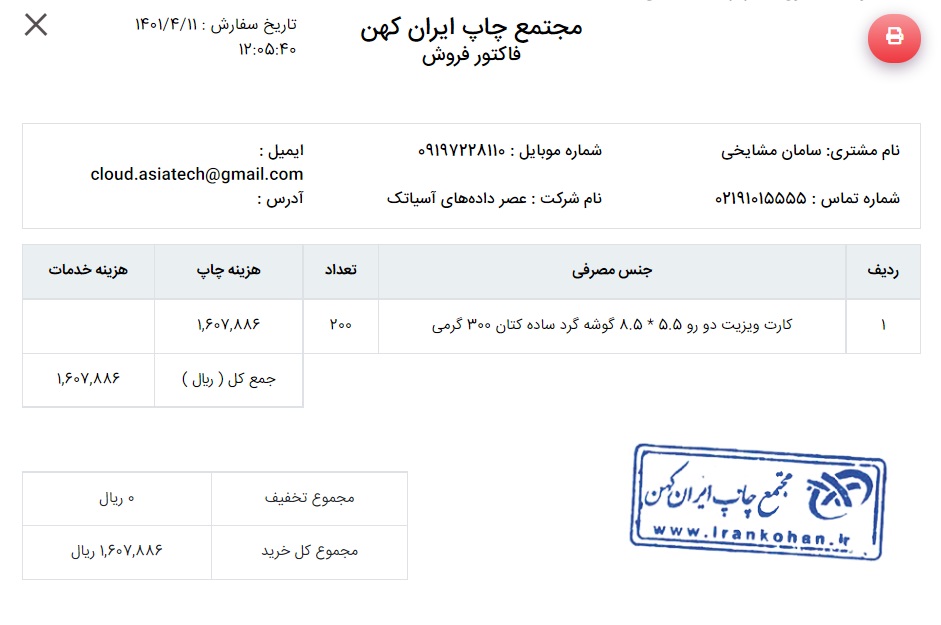 مجتمع چاپ ایران کهن
فاکتور فروش
تاریخ سفارش : ۱۴۰۱/۴/۱۱
۱۲:۰۵:۴۰
نام مشتری: سامان مشایخی
شماره موبایل : ۰۹۱۹۷۲۲۸۱۱۰
ایمیل :
cloud.asiatech@gmail.com
شماره تماس : ۰۲۱۹۱۰۱۵۵۵۵
نام شرکت : عصر داده‌های آسیاتک
آدرس :
ردیف جنس مصرفی تعداد هزینه چاپ هزینه خدمات
۱ کارت ویزیت دو رو ۵.۵ * ۸.۵ گوشه گرد ساده کتان ۳۰۰ گرمی ۲۰۰ ۱,۶۰۷,۸۸۶
جمع کل ( ریال ) ۱,۶۰۷,۸۸۶
مجتمع چاپ ایران کهن
www.irankohan.ir
مجموع تخفیف ۰ ریال
مجموع کل خرید ۱,۶۰۷,۸۸۶ ریال